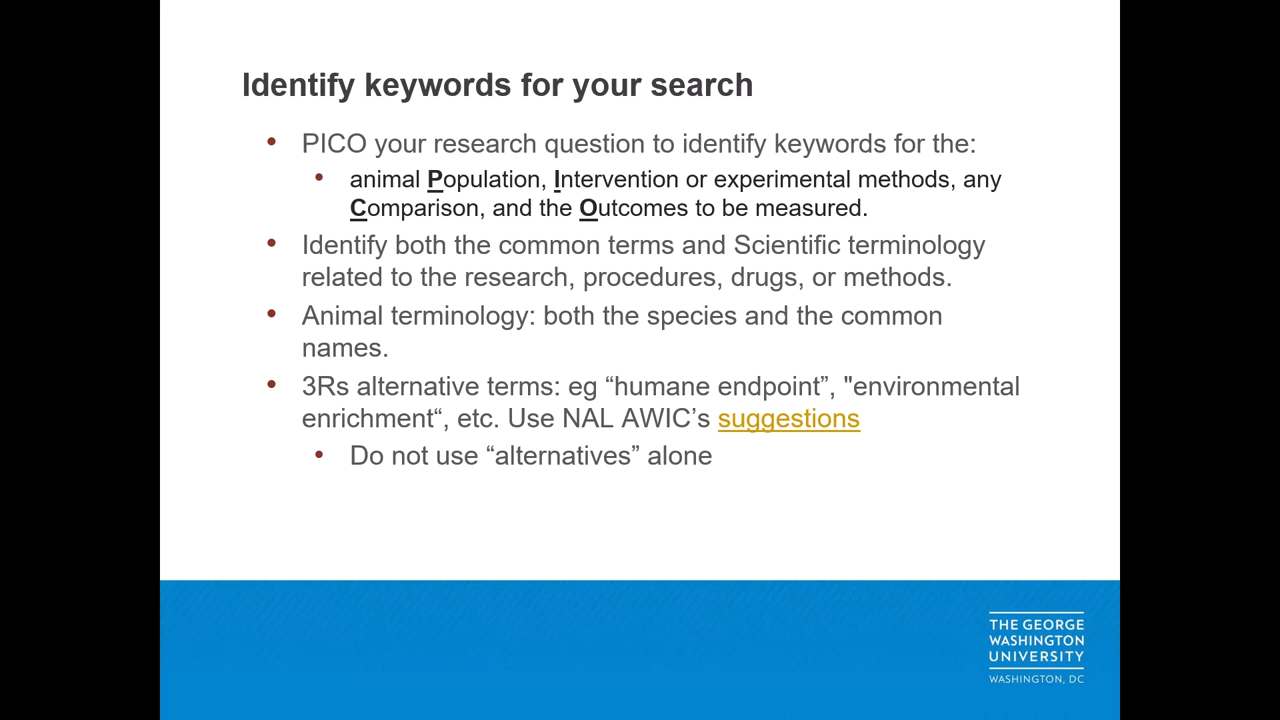 Identify keywords for your search
• PICO your research question to identify keywords for the:
• animal Population, Intervention or experimental methods, any
Comparison, and the Outcomes to be measured.
• Identify both the common terms and Scientific terminology
related to the research, procedures, drugs, or methods.
• Animal terminology: both the species and the common
names.
• 3Rs alternative terms: eg “humane endpoint”, "environmental
enrichment“, etc. Use NAL AWIC’s suggestions
• Do not use “alternatives” alone
THE GEORGE
WASHINGTON
UNIVERSITY
WASHINGTON, DC